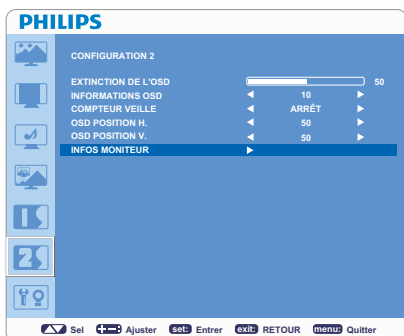 PHILIPS
CONFIGURATION 2
EXTINCTION DE L'OSD 50
INFORMATIONS OSD 10
COMPTEUR VEILLE ARRÊT
OSD POSITION H. 50
OSD POSITION V. 50
INFOS MONITEUR
Sel Ajuster set: Entrer exit: RETOUR menu: Quitter